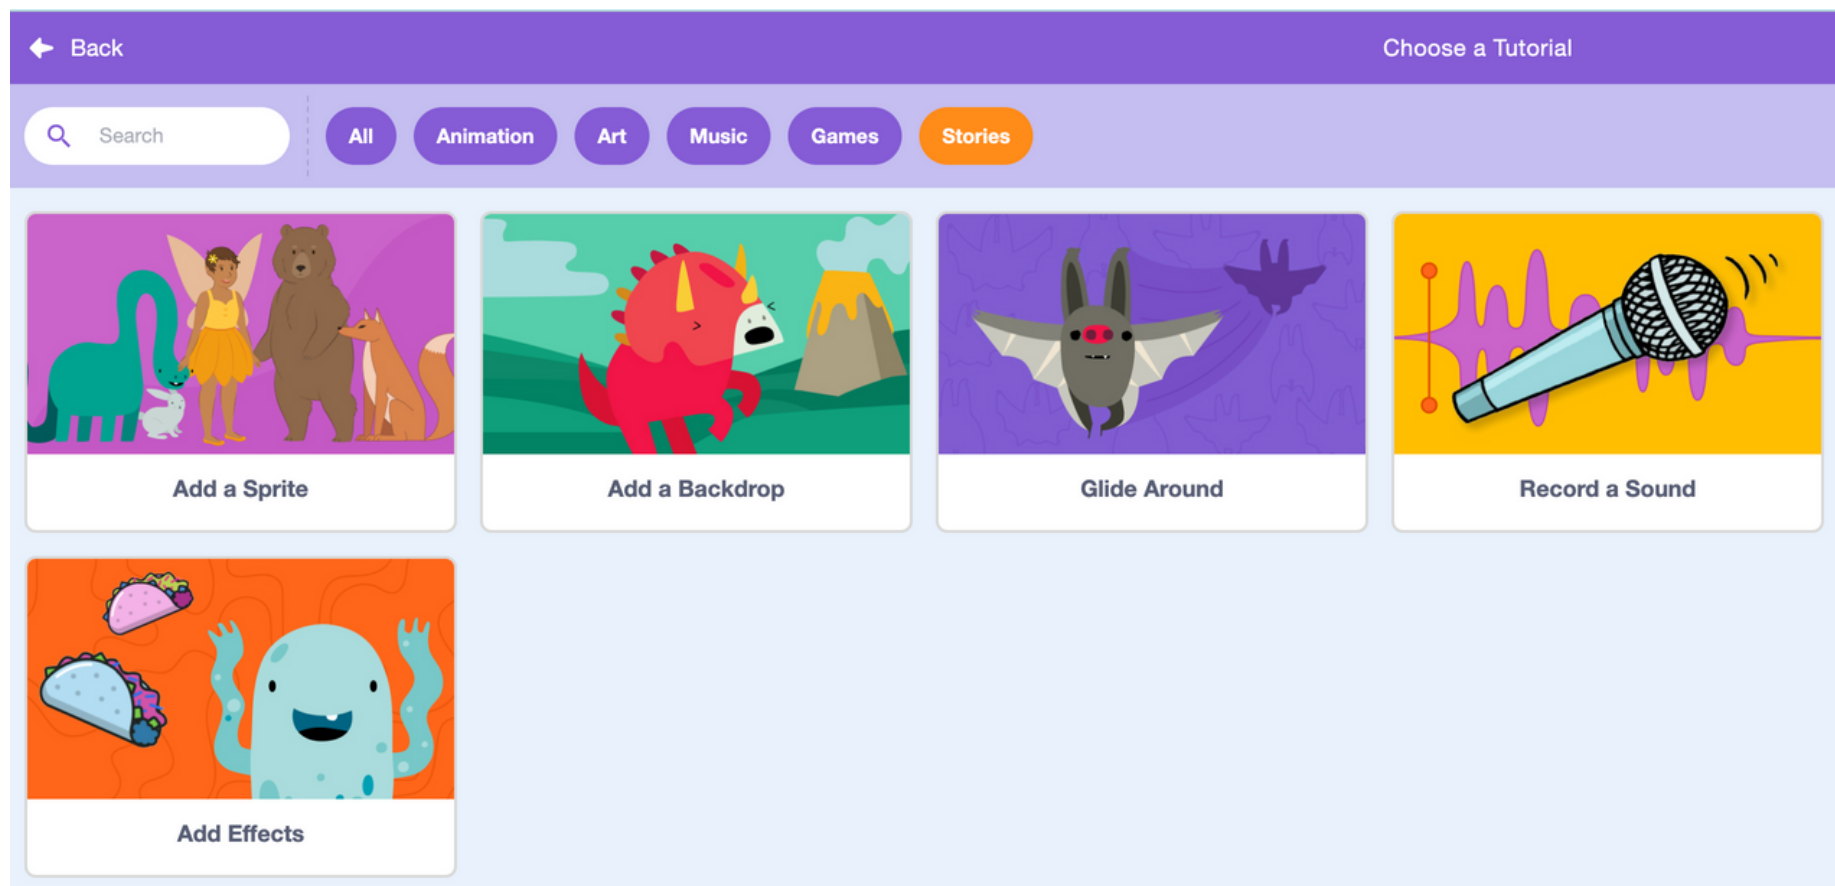 Back
Choose a Tutorial
Search
All
Animation
Art
Music
Games
Stories
Add a Sprite
Add a Backdrop
Glide Around
Record a Sound
Add Effects